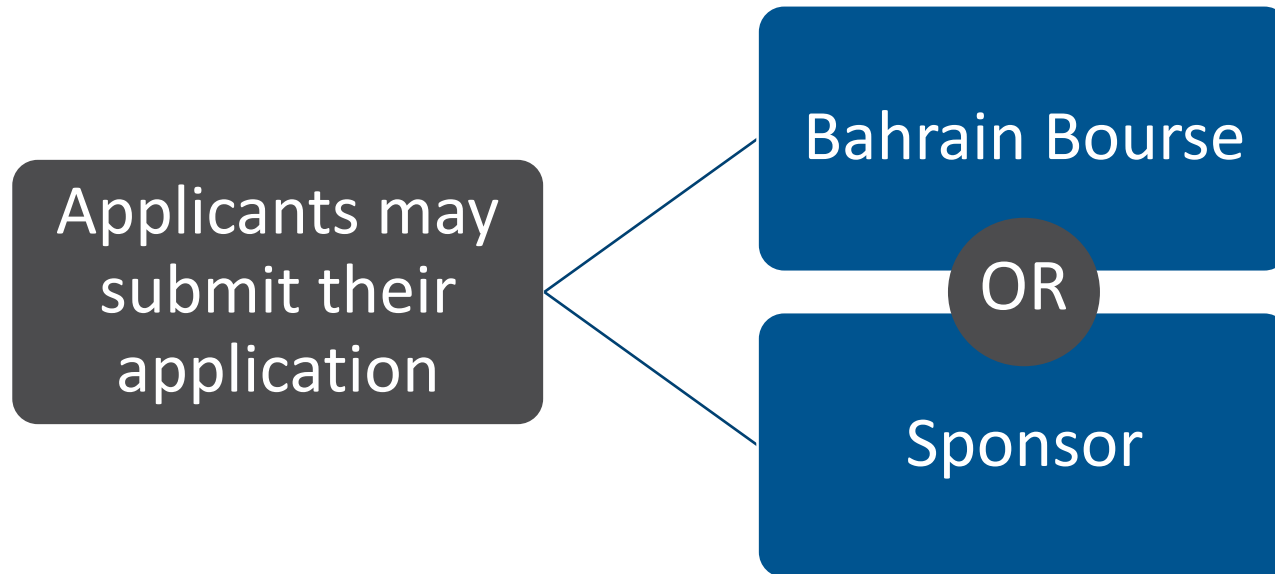 Applicants may
submit their
application
Bahrain Bourse
OR
Sponsor